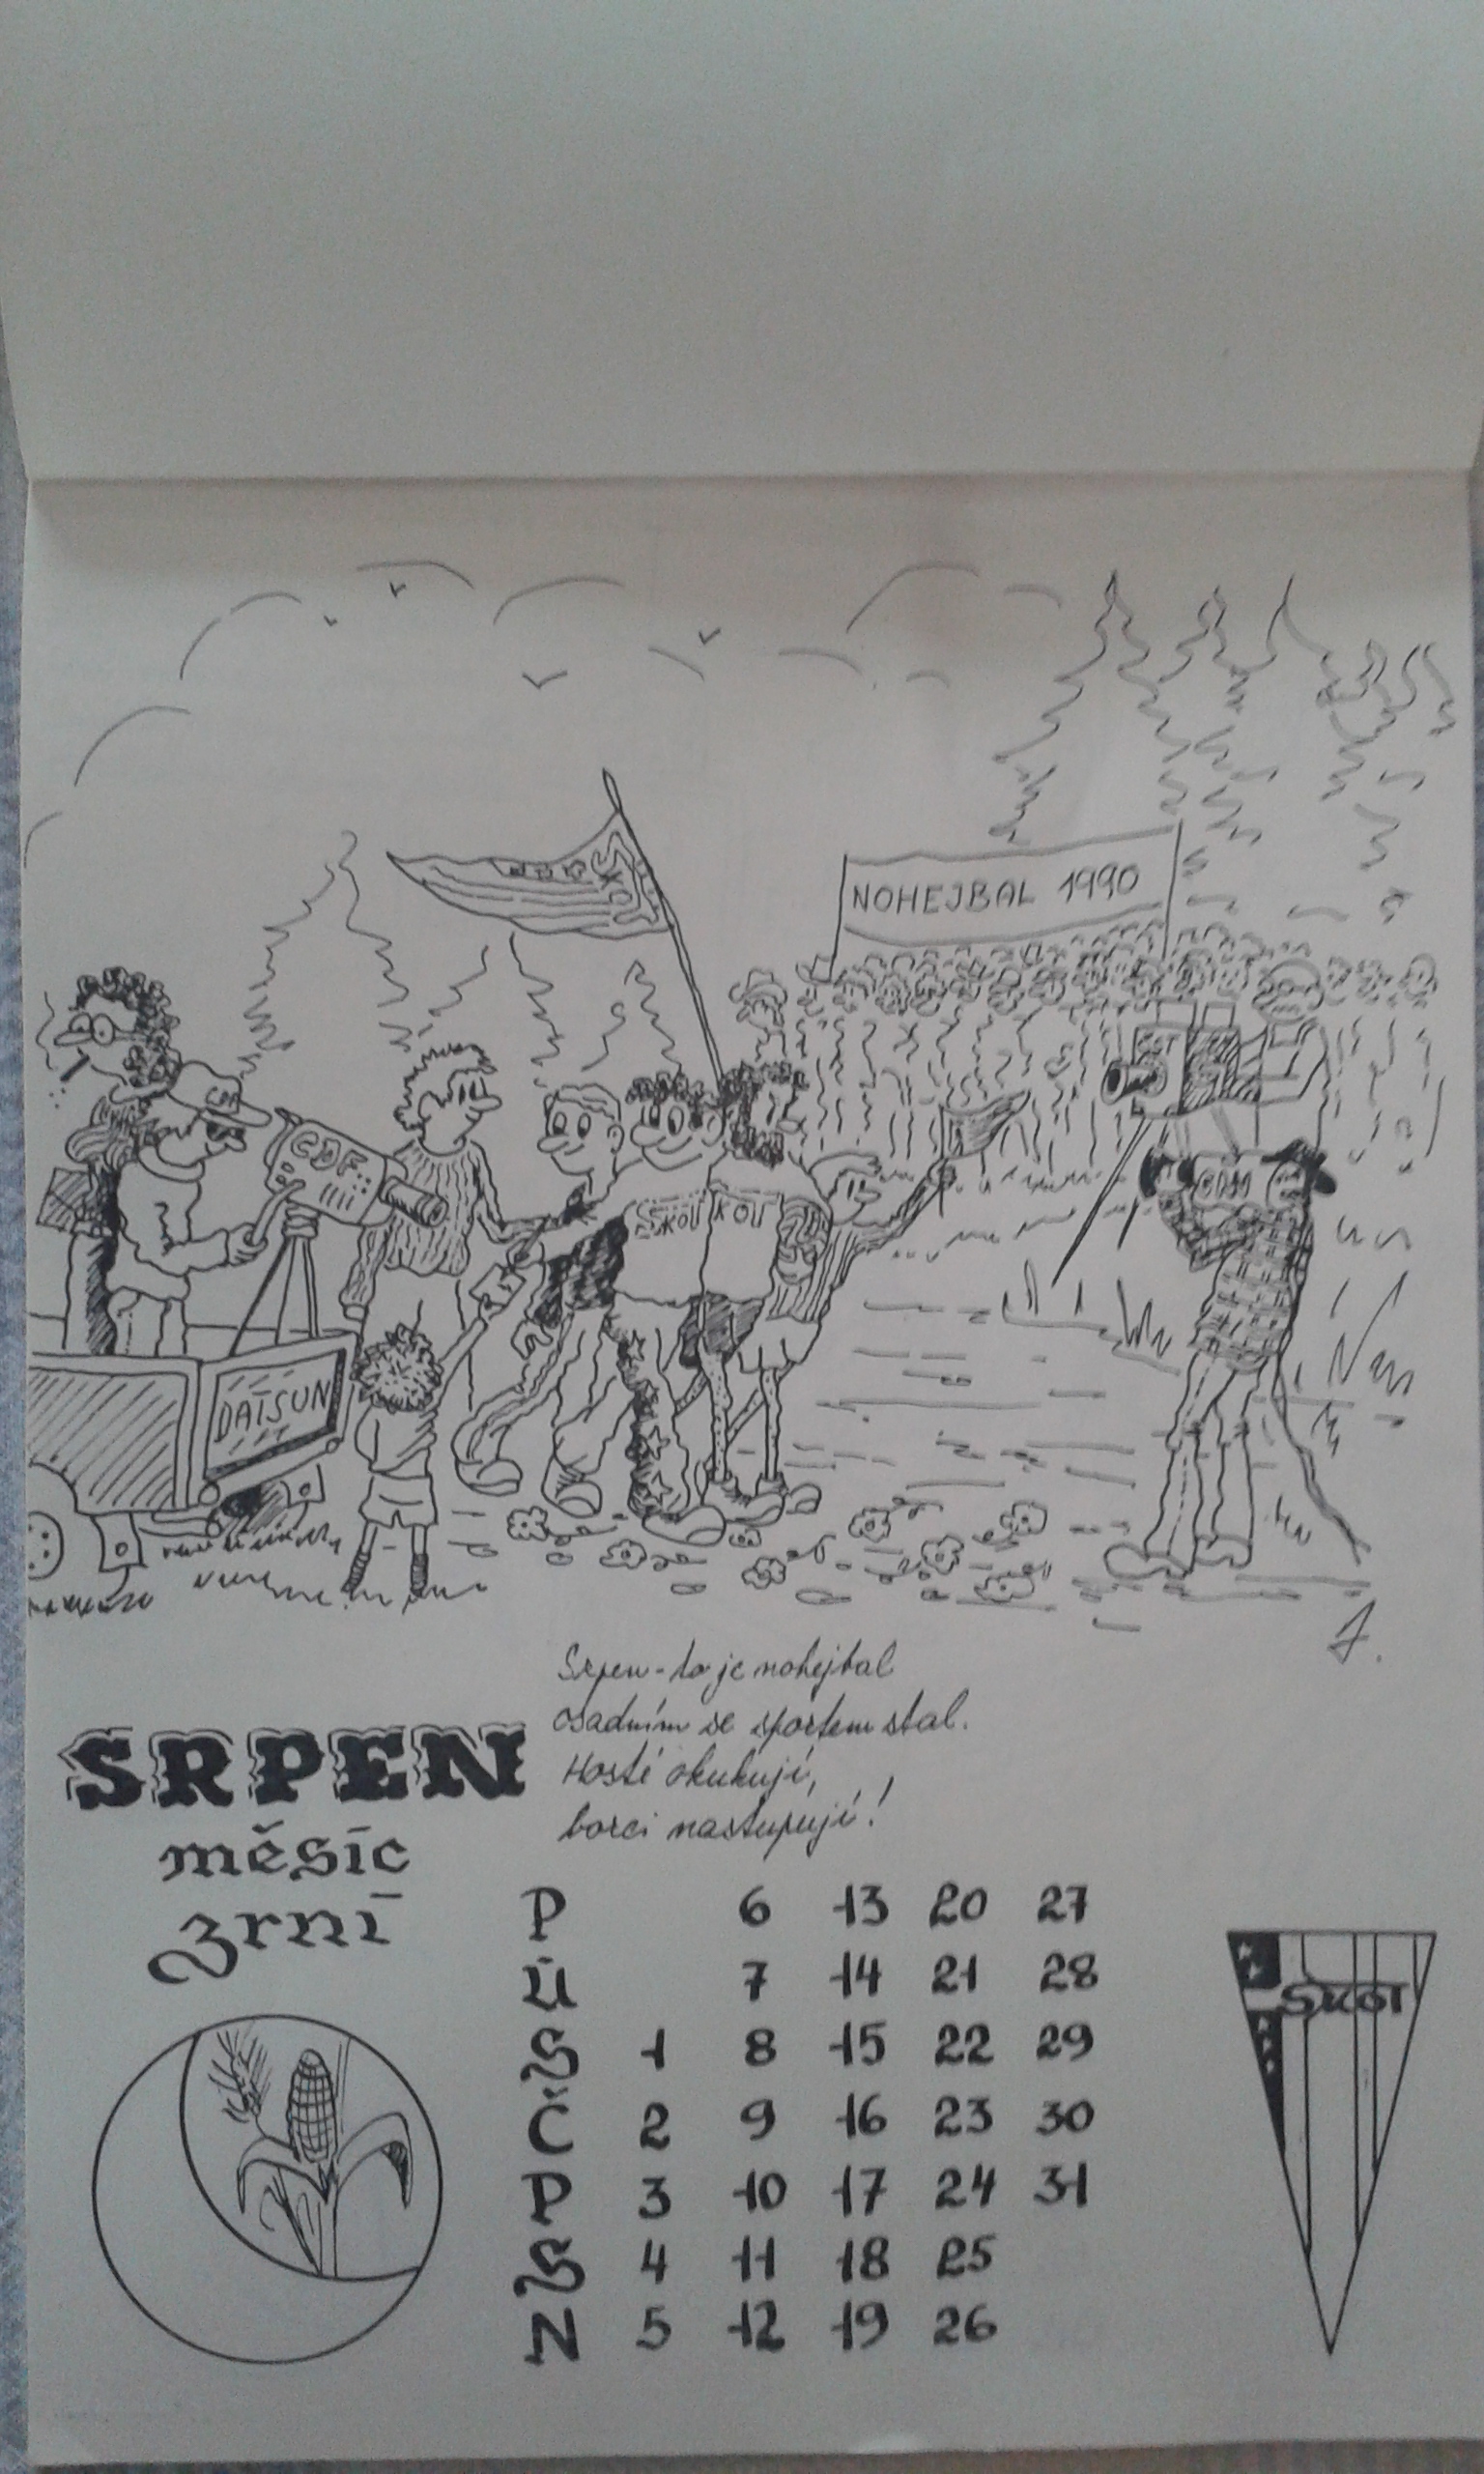 SKOT
NOHEJBAL 1990
CDF
CDF
SKOT
DATSUN
Srpen - to je nohejbal
osadním se sportem stal.
Hosté okukují,
borci nastupují!
SRPEN
měsíc
zrní
P 6 13 20 27
Ú 7 14 21 28
S 1 8 15 22 29
Č 2 9 16 23 30
P 3 10 17 24 31
S 4 11 18 25
N 5 12 19 26
SKOT